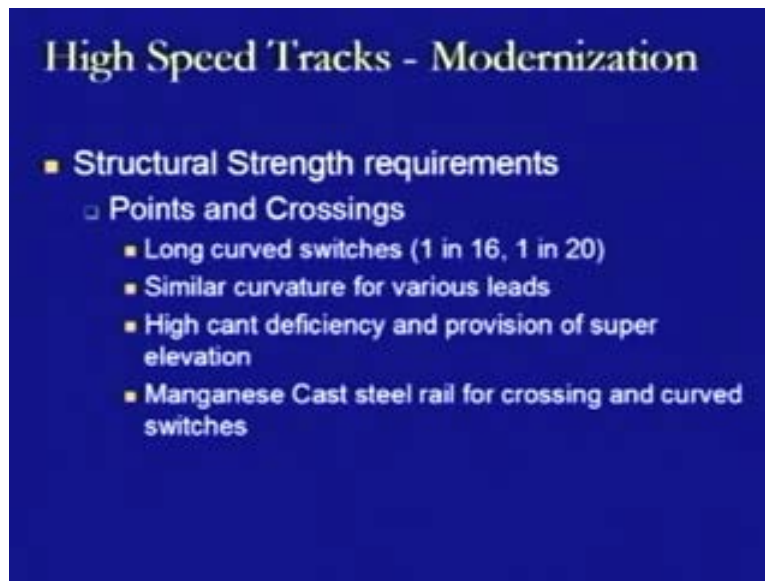 High Speed Tracks - Modernization
Structural Strength requirements
Points and Crossings
Long curved switches (1 in 16, 1 in 20)
Similar curvature for various leads
High cant deficiency and provision of super
elevation
Manganese Cast steel rail for crossing and curved
switches